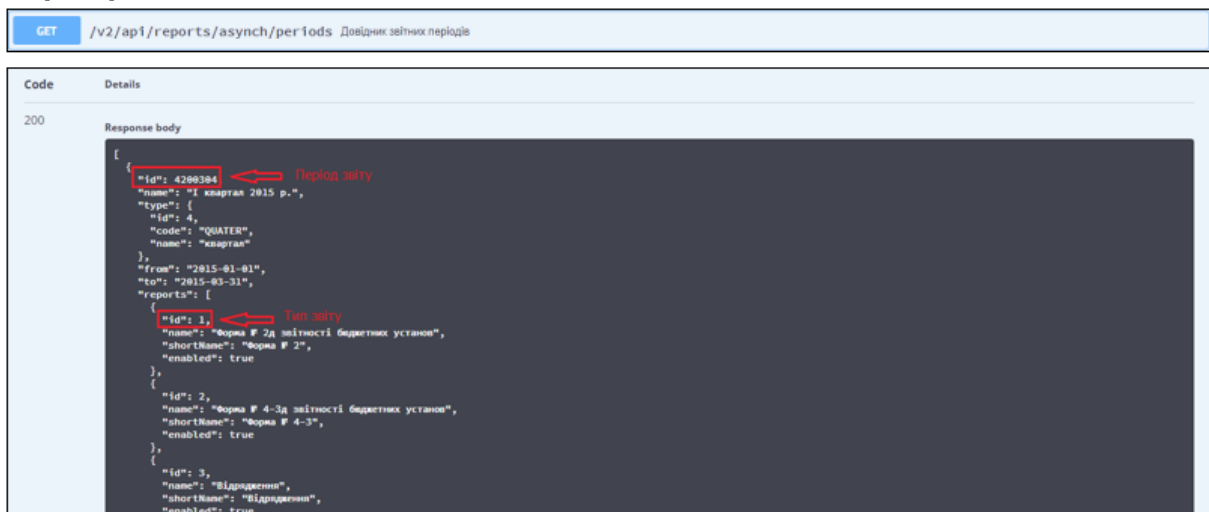 GET /v2/api/reports/asynch/periods Довідник звітних періодів
Code Details
200
Response body
[
{
"id": 4200304 Період звіту
"name": "I квартал 2015 р.",
"type": {
"id": 4,
"code": "QUATER",
"name": "квартал"
},
"from": "2015-01-01",
"to": "2015-03-31",
"reports": [
{
"id": 1, Тип звіту
"name": "Форма № 2д звітності бюджетних установ",
"shortName": "Форма № 2",
"enabled": true
},
{
"id": 2,
"name": "Форма № 4-3д звітності бюджетних установ",
"shortName": "Форма № 4-3",
"enabled": true
},
{
"id": 3,
"name": "Відрядження",
"shortName": "Відрядження",
"enabled": true